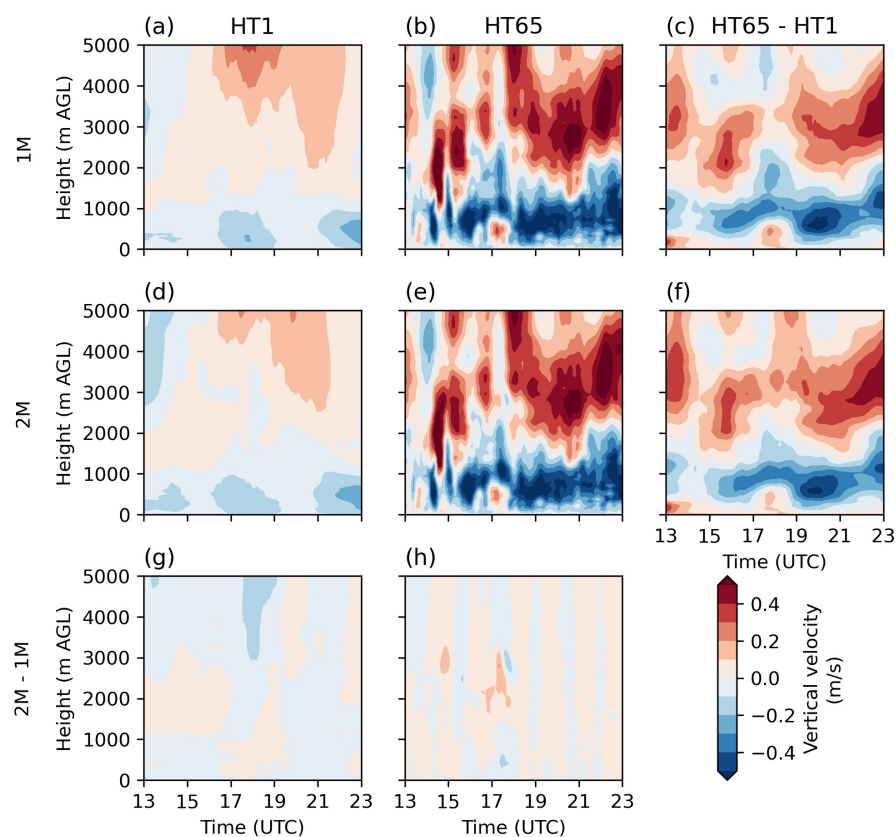 (a) HT1
(b) HT65
(c) HT65 - HT1
1M
Height (m AGL)
5000
4000
3000
2000
1000
0
(d)
(e)
(f)
2M
Height (m AGL)
5000
4000
3000
2000
1000
0
13 15 17 19 21 23
Time (UTC)
(g)
(h)
2M - 1M
Height (m AGL)
5000
4000
3000
2000
1000
0
13 15 17 19 21 23
Time (UTC)
13 15 17 19 21 23
Time (UTC)
0.4
0.2
0.0
−0.2
−0.4
Vertical velocity
(m/s)